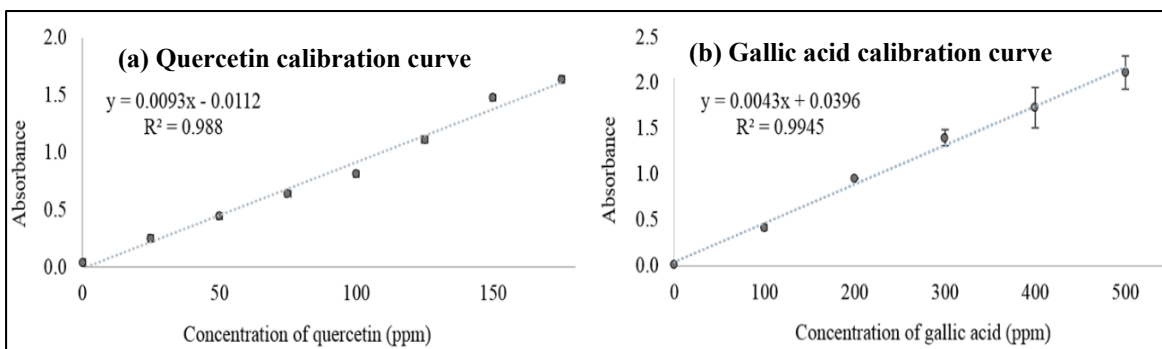 (a) Quercetin calibration curve
y = 0.0093x - 0.0112
R² = 0.988
2.0
1.5
1.0
0.5
0.0
Absorbance
0 50 100 150
Concentration of quercetin (ppm)
(b) Gallic acid calibration curve
y = 0.0043x + 0.0396
R² = 0.9945
2.5
2.0
1.5
1.0
0.5
0.0
Absorbance
0 100 200 300 400 500
Concentration of gallic acid (ppm)